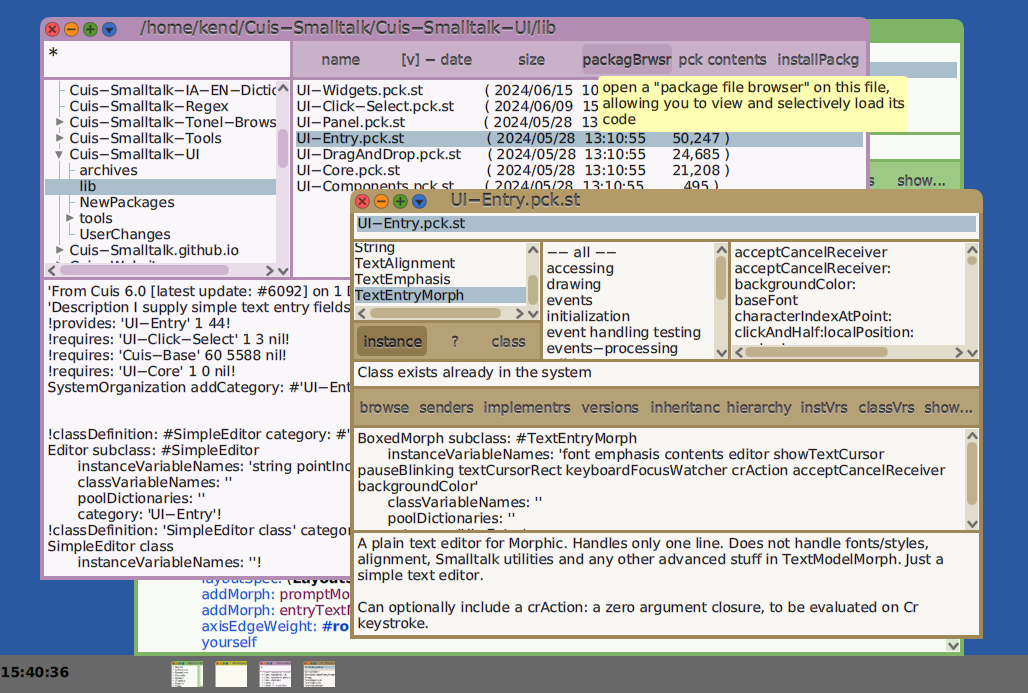 /home/kend/Cuis-Smalltalk/Cuis-Smalltalk-UI/lib
*
name [v] - date size packagBrwsr pck contents installPackg
Cuis-Smalltalk-IA-EN-Dictio
Cuis-Smalltalk-Regex
Cuis-Smalltalk-Tonel-Brows
Cuis-Smalltalk-Tools
Cuis-Smalltalk-UI
archives
lib
NewPackages
tools
UserChanges
Cuis-Smalltalk.github.io
UI-Widgets.pck.st ( 2024/06/15 10
UI-Click-Select.pck.st ( 2024/06/09 15
UI-Panel.pck.st ( 2024/05/28 13
UI-Entry.pck.st ( 2024/05/28 13:10:55 50,247 )
UI-DragAndDrop.pck.st ( 2024/05/28 13:10:55 24,685 )
UI-Core.pck.st ( 2024/05/28 13:10:55 21,208 )
UI-Components.pck.st ( 2024/05/28 13:10:55 495 )
open a "package file browser" on this file,
allowing you to view and selectively load its
code
s show...
'From Cuis 6.0 [latest update: #6092] on 1
'Description I supply simple text entry fields
!provides: 'UI-Entry' 1 44!
!requires: 'UI-Click-Select' 1 3 nil!
!requires: 'Cuis-Base' 60 5588 nil!
!requires: 'UI-Core' 1 0 nil!
SystemOrganization addCategory: #'UI-Ent
!classDefinition: #SimpleEditor category: #'
Editor subclass: #SimpleEditor
instanceVariableNames: 'string pointInd
classVariableNames: ''
poolDictionaries: ''
category: 'UI-Entry'!
!classDefinition: 'SimpleEditor class' categor
SimpleEditor class
instanceVariableNames: ''!
UI-Entry.pck.st
UI-Entry.pck.st
String
TextAlignment
TextEmphasis
TextEntryMorph
instance ? class
-- all --
accessing
drawing
events
initialization
event handling testing
events-processing
acceptCancelReceiver
acceptCancelReceiver:
backgroundColor:
baseFont
characterIndexAtPoint:
clickAndHalf:localPosition:
Class exists already in the system
browse senders implementrs versions inheritanc hierarchy instVrs classVrs show...
BoxedMorph subclass: #TextEntryMorph
instanceVariableNames: 'font emphasis contents editor showTextCursor
pauseBlinking textCursorRect keyboardFocusWatcher crAction acceptCancelReceiver
backgroundColor'
classVariableNames: ''
poolDictionaries: ''
A plain text editor for Morphic. Handles only one line. Does not handle fonts/styles,
alignment, Smalltalk utilities and any other advanced stuff in TextModelMorph. Just a
simple text editor.
Can optionally include a crAction: a zero argument closure, to be evaluated on Cr
keystroke.
addMorph: promptMo
addMorph: entryText
axisEdgeWeight: #ro
yourself
15:40:36